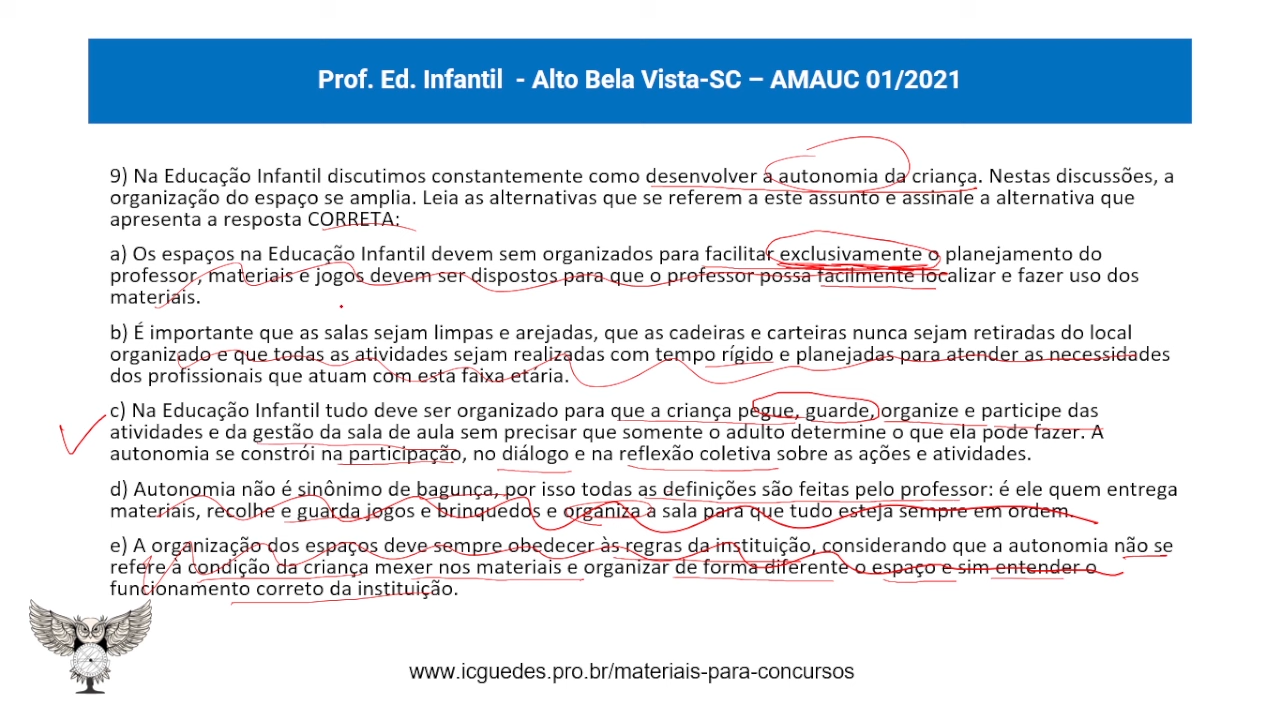 Prof. Ed. Infantil - Alto Bela Vista-SC – AMAUC 01/2021
9) Na Educação Infantil discutimos constantemente como desenvolver a autonomia da criança. Nestas discussões, a
organização do espaço se amplia. Leia as alternativas que se referem a este assunto e assinale a alternativa que
apresenta a resposta CORRETA:
a) Os espaços na Educação Infantil devem sem organizados para facilitar exclusivamente o planejamento do
professor, materiais e jogos devem ser dispostos para que o professor possa facilmente localizar e fazer uso dos
materiais.
b) É importante que as salas sejam limpas e arejadas, que as cadeiras e carteiras nunca sejam retiradas do local
organizado e que todas as atividades sejam realizadas com tempo rígido e planejadas para atender as necessidades
dos profissionais que atuam com esta faixa etária.
c) Na Educação Infantil tudo deve ser organizado para que a criança pegue, guarde, organize e participe das
atividades e da gestão da sala de aula sem precisar que somente o adulto determine o que ela pode fazer. A
autonomia se constrói na participação, no diálogo e na reflexão coletiva sobre as ações e atividades.
d) Autonomia não é sinônimo de bagunça, por isso todas as definições são feitas pelo professor: é ele quem entrega
materiais, recolhe e guarda jogos e brinquedos e organiza a sala para que tudo esteja sempre em ordem.
e) A organização dos espaços deve sempre obedecer às regras da instituição, considerando que a autonomia não se
refere à condição da criança mexer nos materiais e organizar de forma diferente o espaço e sim entender o
funcionamento correto da instituição.
www.icguedes.pro.br/materiais-para-concursos